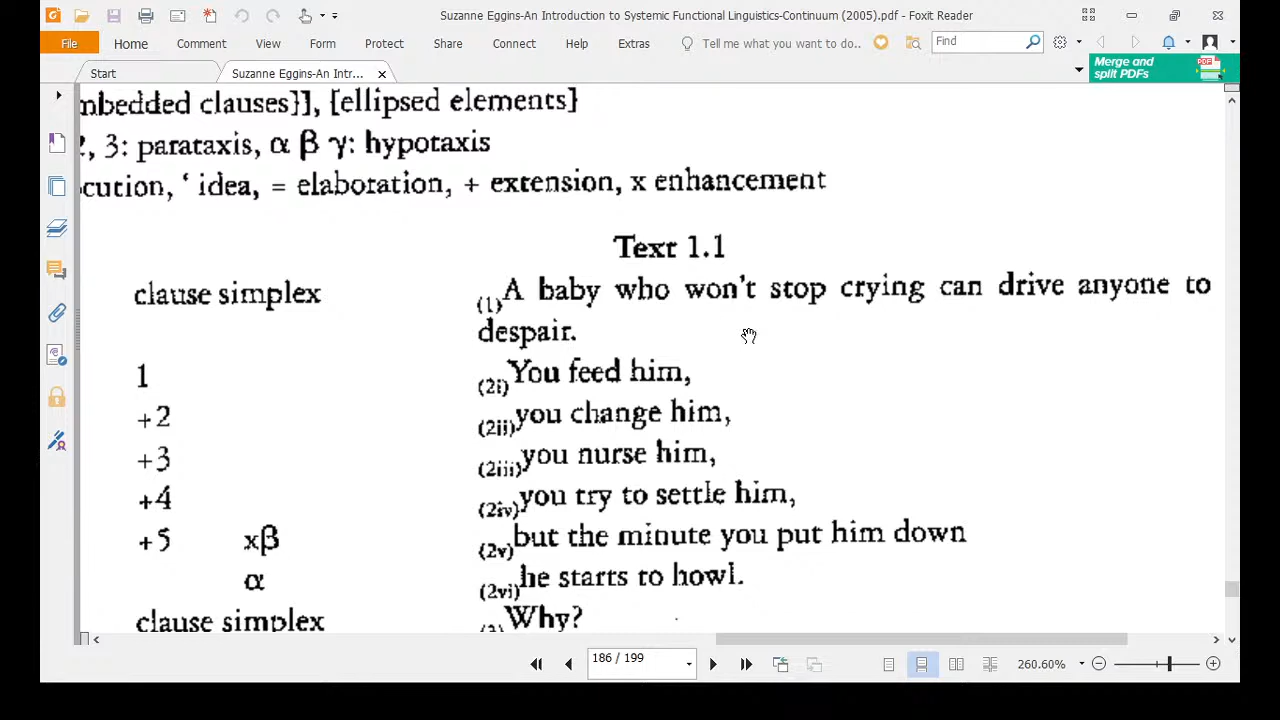 Suzanne Eggins-An Introduction to Systemic Functional Linguistics-Continuum (2005).pdf - Foxit Reader
File Home Comment View Form Protect Share Connect Help Extras Tell me what you want to do.. Find
Start Suzanne Eggins-An Intr... Merge and split PDFs
mbedded clauses}], [ellipsed elements}
2, 3: parataxis, α β γ: hypotaxis
cution, ‘ idea, = elaboration, + extension, x enhancement
Text 1.1
clause simplex (1)A baby who won't stop crying can drive anyone to
despair.
1 (2i)You feed him,
+2 (2ii)you change him,
+3 (2iii)you nurse him,
+4 (2iv)you try to settle him,
+5 xβ (2v)but the minute you put him down
α (2vi)he starts to howl.
clause simplex (3)Why?
186 / 199 260.60%